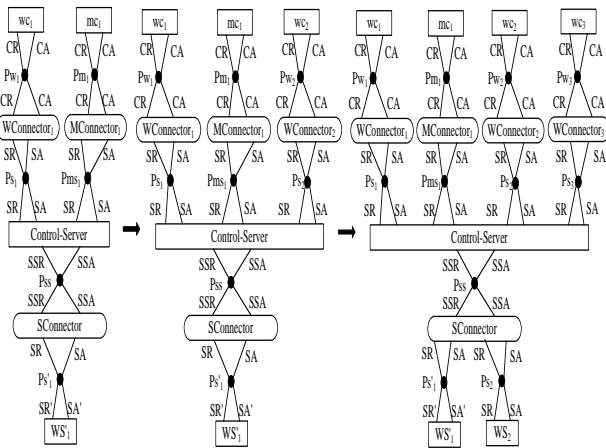 wc₁ mc₁ wc₁ mc₁ wc₂ wc₁ mc₁ wc₂ wc₃
CR CA CR CA CR CA CR CA CR CA CR CA CR CA CR CA CR CA
Pw₁ Pm₁ Pw₁ Pm₁ Pw₂ Pw₁ Pm₁ Pw₂ Pw₃
CR CA CR CA CR CA CR CA CR CA CR CA CR CA CR CA CR CA
WConnector₁ MConnector₁ WConnector₁ MConnector₁ WConnector₂ WConnector₁ MConnector₁ WConnector₂ WConnector₃
SR SA SR SA SR SA SR SA SR SA SR SA SR SA SR SA SR SA
Ps₁ Pms₁ Ps₁ Pms₁ Ps₂ Ps₁ Pms₁ Ps₂ Ps₃
SR SA SR SA SR SA SR SA SR SA SR SA SR SA SR SA SR SA
Control-Server Control-Server Control-Server
SSR SSA SSR SSA SSR SSA
Pss Pss Pss
SSR SSA SSR SSA SSR SSA
SConnector SConnector SConnector
SR SA SR SA SR SA SR SA
Ps'₁ Ps'₁ Ps'₁ Ps₂
SR' SA' SR' SA' SR' SA' SR SA
WS'₁ WS'₁ WS'₁ WS₂